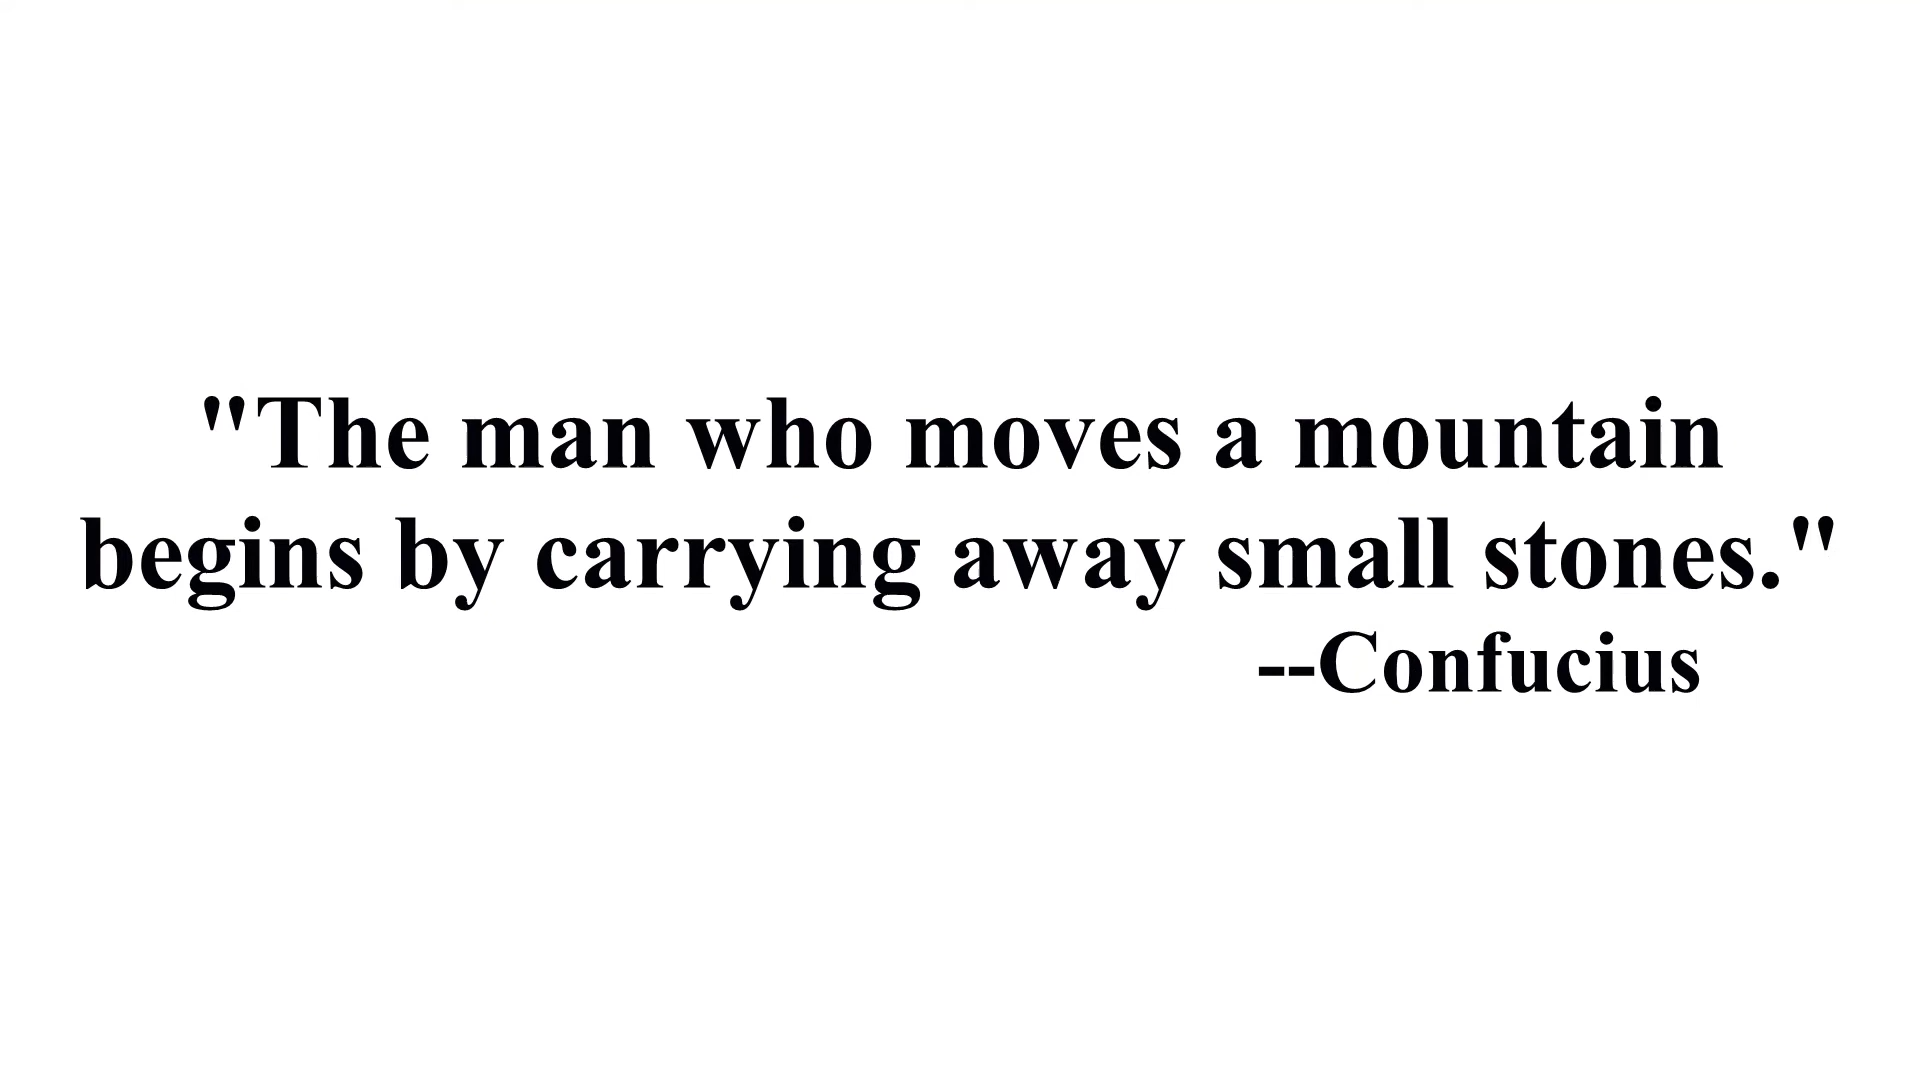 "The man who moves a mountain
begins by carrying away small stones."
--Confucius